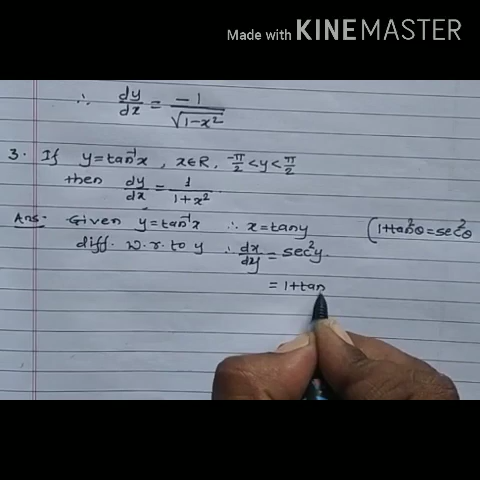 Made with KINEMASTER
∴ dy/dx = -1/√(1-x²)
3. If y=tan⁻¹x , x∈R , -π/2<y<π/2
then dy/dx = 1/(1+x²)
Ans: Given y=tan⁻¹x ∴ x=tany (1+tan²θ=sec²θ
diff. w.r.to y ∴ dx/dy = sec²y.
= 1+tan